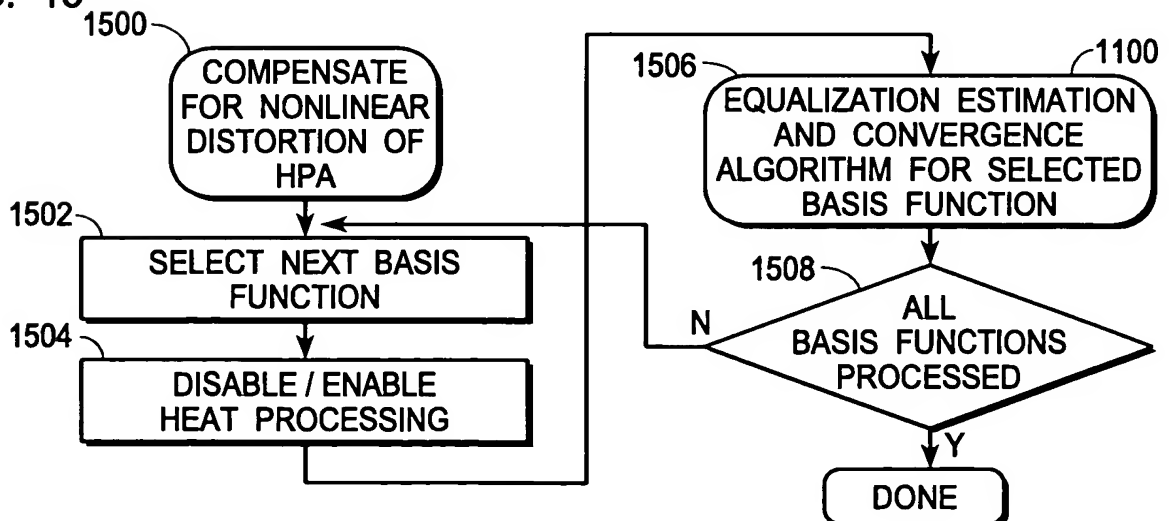 1500
COMPENSATE
FOR NONLINEAR
DISTORTION OF
HPA
1502
SELECT NEXT BASIS
FUNCTION
1504
DISABLE / ENABLE
HEAT PROCESSING
1506
1100
EQUALIZATION ESTIMATION
AND CONVERGENCE
ALGORITHM FOR SELECTED
BASIS FUNCTION
1508
ALL
BASIS FUNCTIONS
PROCESSED
N
Y
DONE